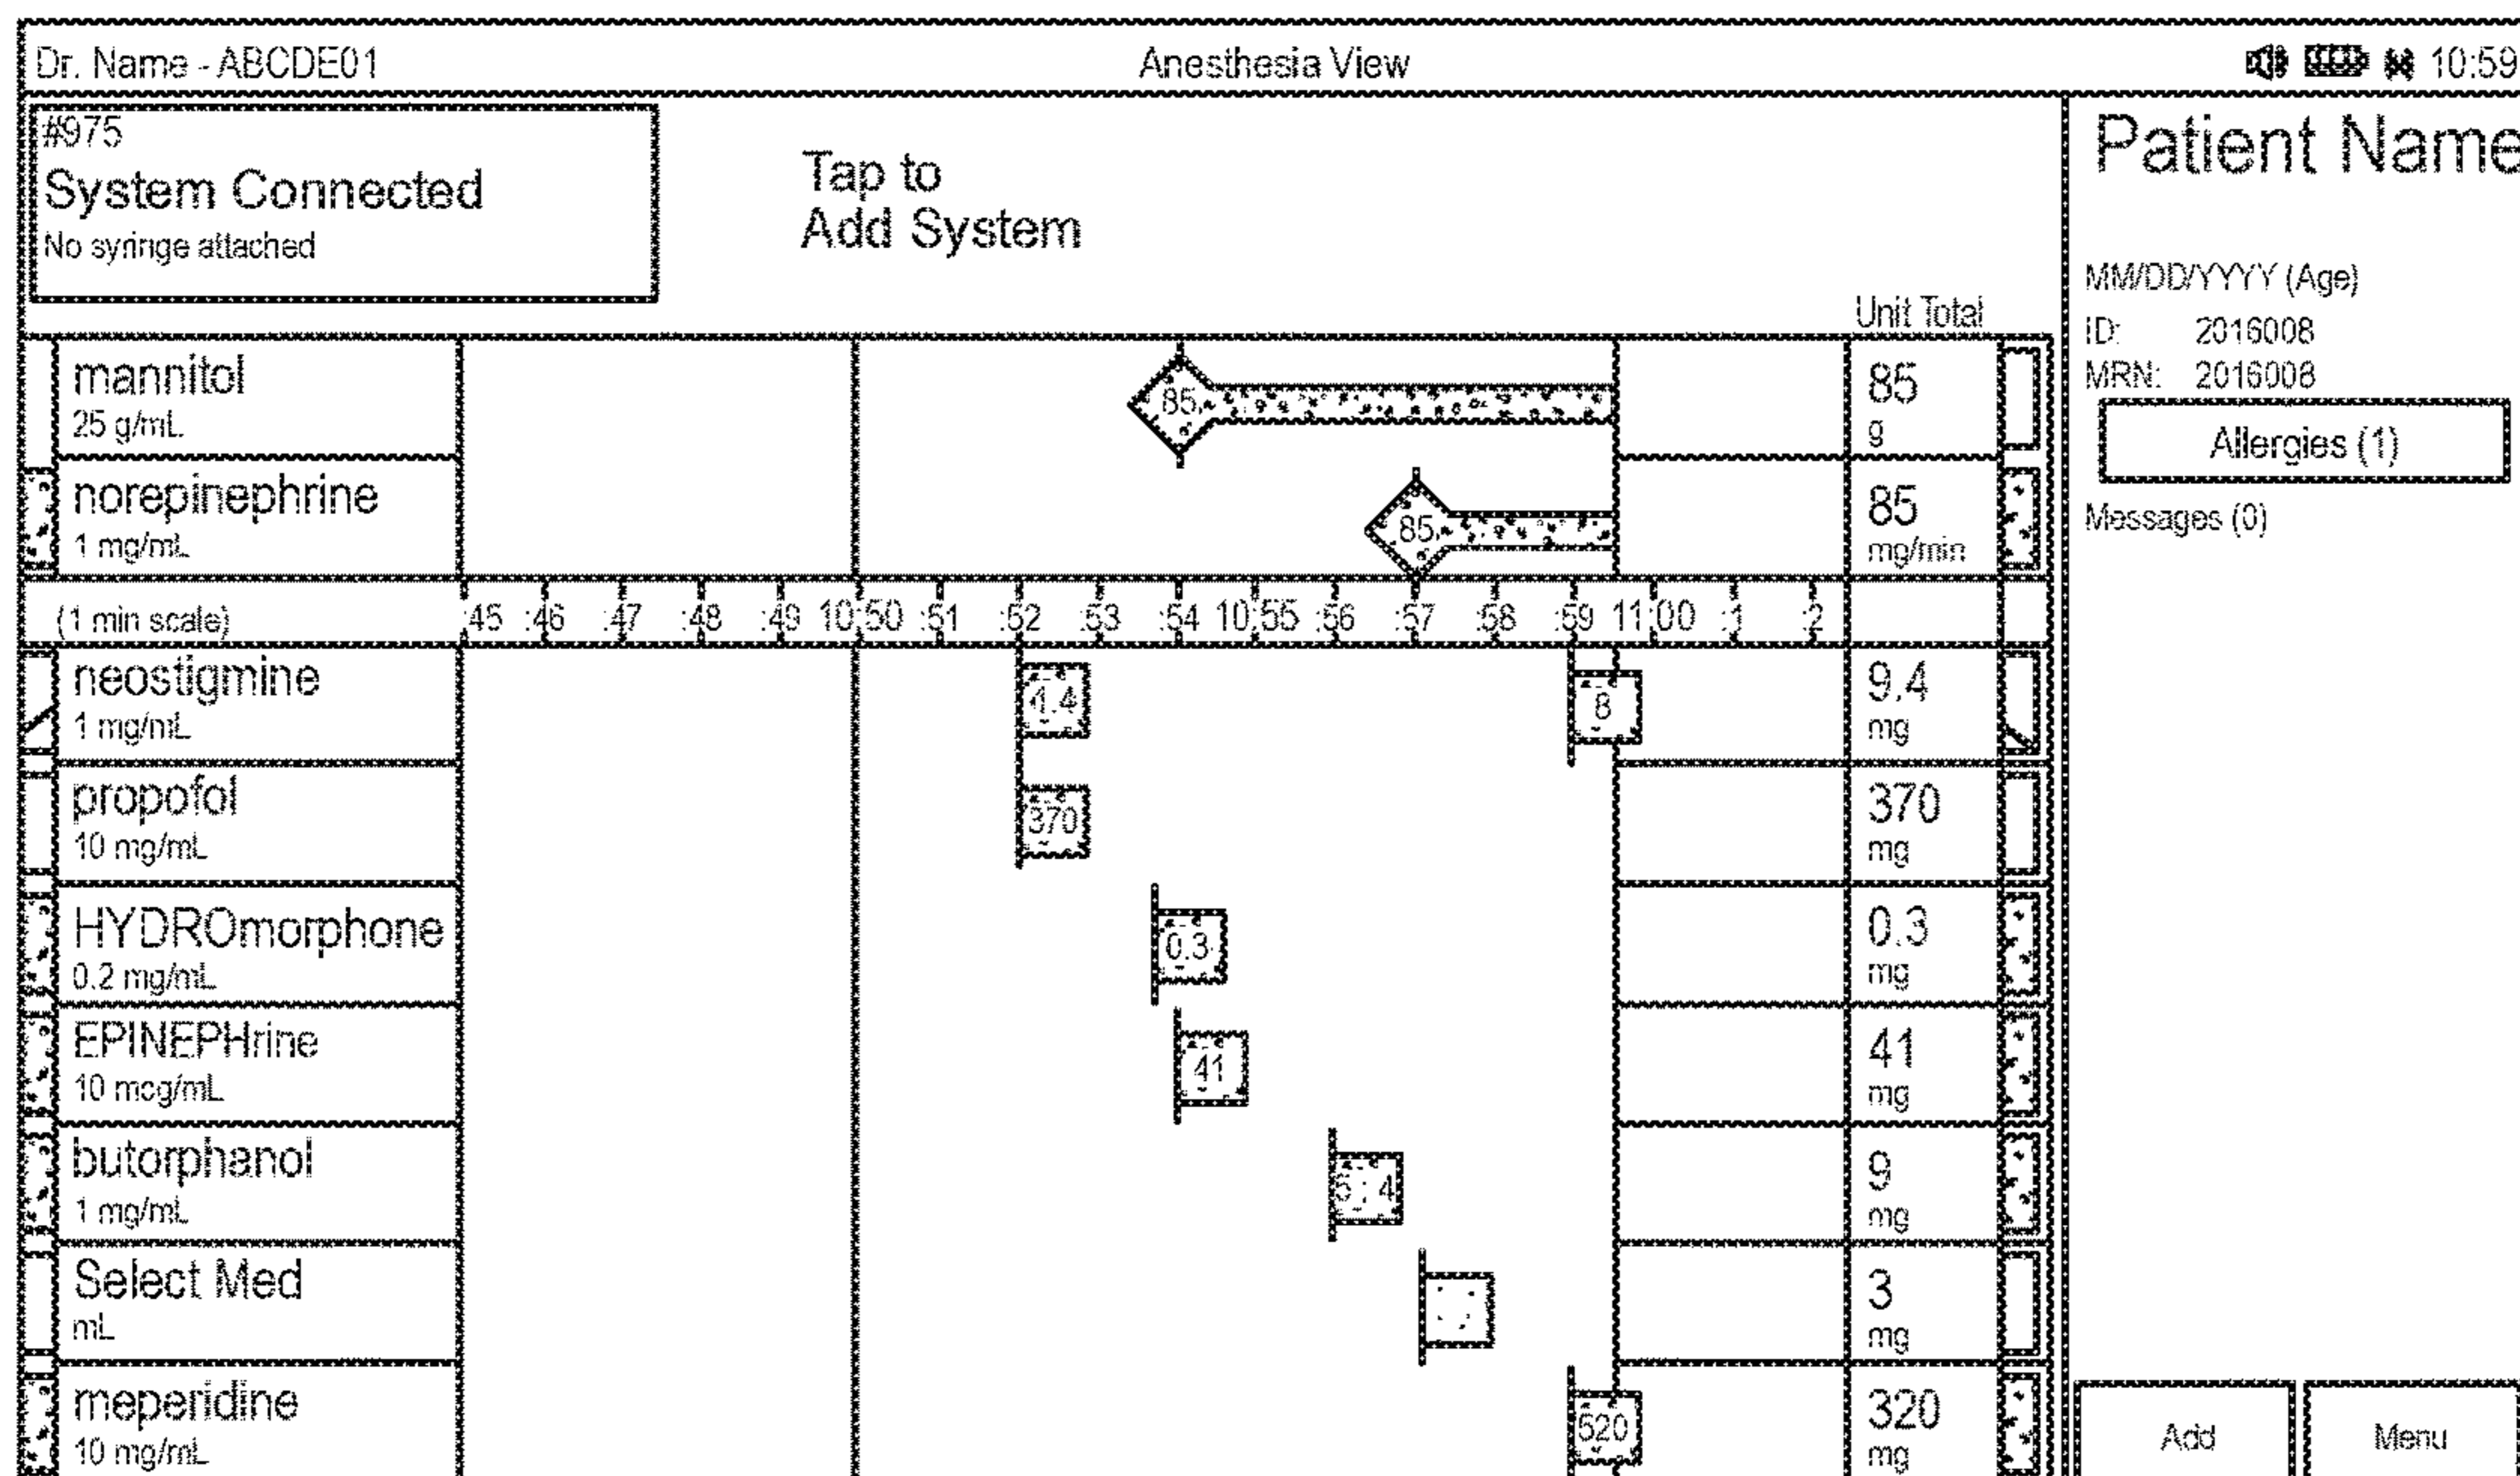 Dr. Name - ABCDE01 Anesthesia View 10:59
#975
System Connected
No syringe attached
Tap to
Add System
Patient Name
MM/DD/YYYY (Age)
ID: 2016008
MRN: 2016008
Allergies (1)
Messages (0)
Unit Total
mannitol
25 g/mL
85
85
g
norepinephrine
1 mg/mL
85
85
mg/min
(1 min scale) :45 :46 :47 :48 :49 10:50 :51 :52 :53 :54 10:55 :56 :57 :58 :59 11:00 :1 :2
neostigmine
1 mg/mL
1.4 8
9.4
mg
propofol
10 mg/mL
370
370
mg
HYDROmorphone
0.2 mg/mL
0.3
0.3
mg
EPINEPHrine
10 mcg/mL
41
41
mg
butorphanol
1 mg/mL
5 : 4
9
mg
Select Med
mL
3
mg
meperidine
10 mg/mL
520
320
mg
Add
Menu